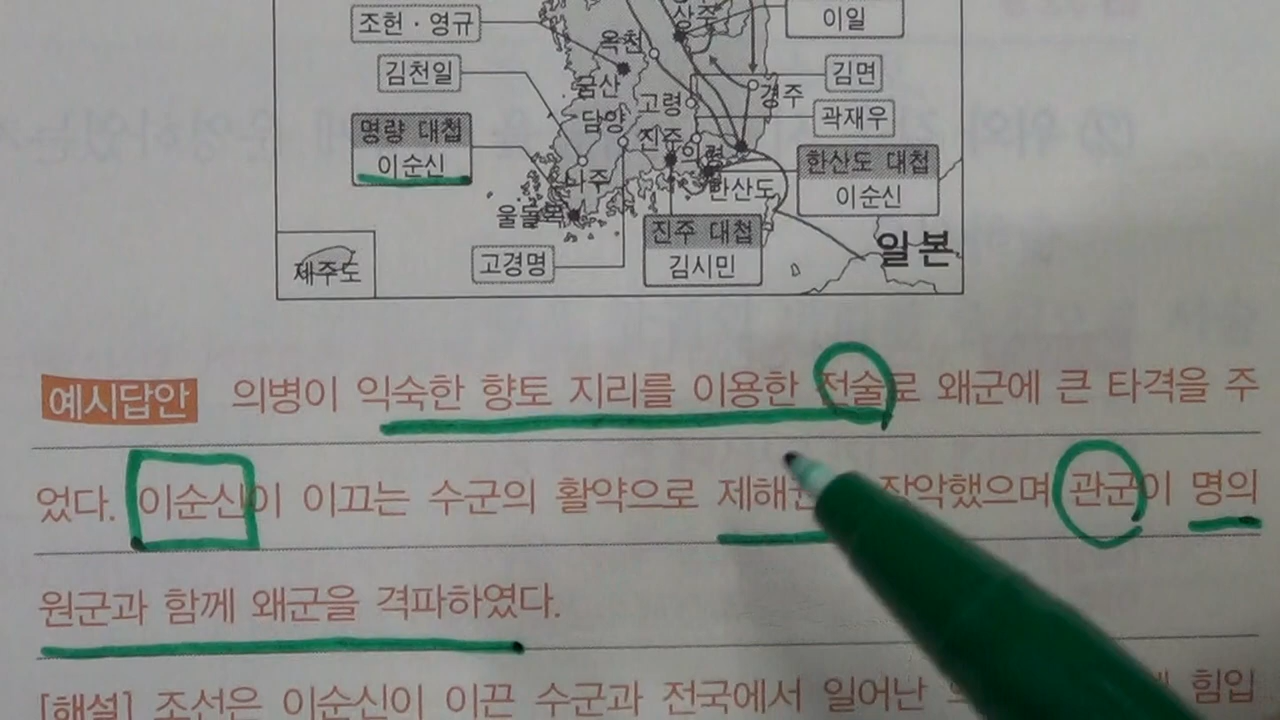 조헌·영규
상주
이일
옥천
김천일
금산
김면
경주
고령
담양
곽재우
명량 대첩
진주
이순신
한산도 대첩
나주
한산도
이순신
울돌목
진주 대첩
일본
제주도
고경명
김시민
예시답안 의병이 익숙한 향토 지리를 이용한 전술로 왜군에 큰 타격을 주
었다. 이순신이 이끄는 수군의 활약으로 제해 장악했으며 관군이 명의
원군과 함께 왜군을 격파하였다.
[해설] 조선은 이순신이 이끈 수군과 전국에서 일어난 힘입